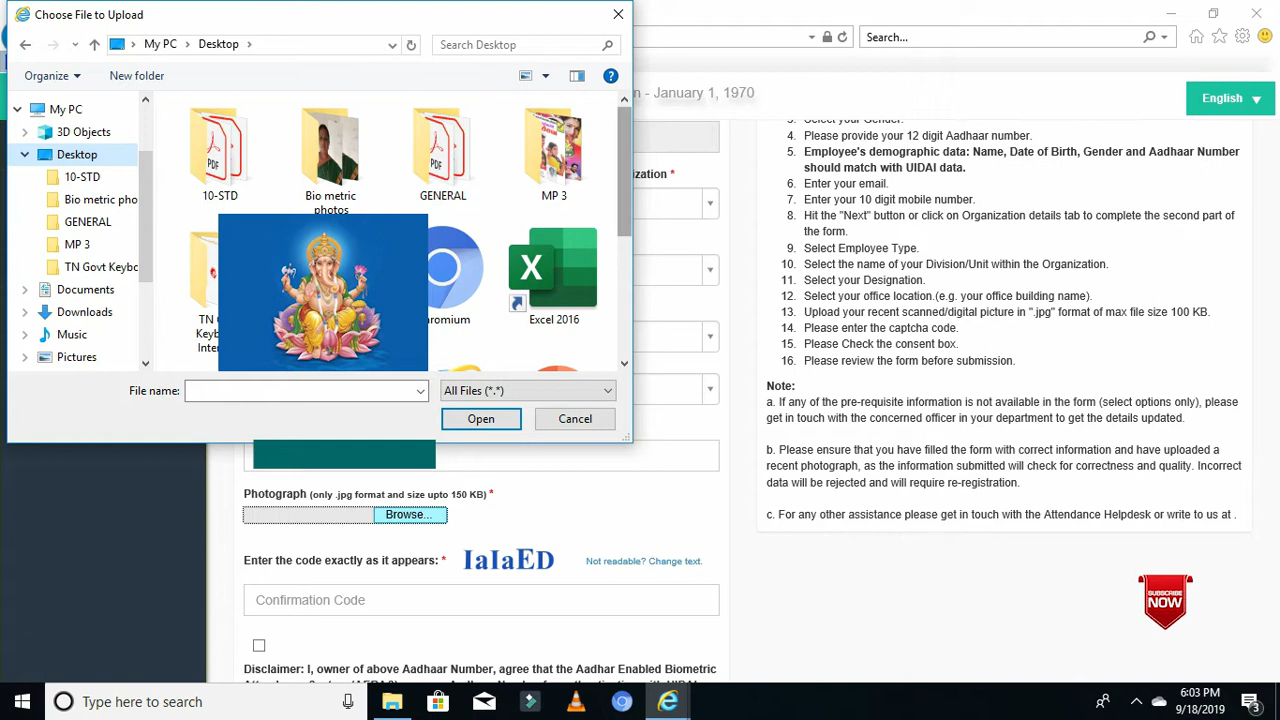 Choose File to Upload
My PC
Desktop
Search Desktop
Search...
Organize
New folder
n - January 1, 1970
English
My PC
3D Objects
Desktop
10-STD
Bio metric pho
GENERAL
MP 3
TN Govt Keybc
Documents
Downloads
Music
Pictures
PDF
PDF
10-STD
Bio metric
photos
GENERAL
MP 3
TN
Keyb
Inter
romium
X
Excel 2016
File name:
All Files (*.*)
Open
Cancel
ization *
Select your Gender.
4. Please provide your 12 digit Aadhaar number.
5. Employee's demographic data: Name, Date of Birth, Gender and Aadhaar Number
should match with UIDAI data.
6. Enter your email.
7. Enter your 10 digit mobile number.
8. Hit the "Next" button or click on Organization details tab to complete the second part of
the form.
9. Select Employee Type.
10. Select the name of your Division/Unit within the Organization.
11. Select your Designation.
12. Select your office location.(e.g. your office building name).
13. Upload your recent scanned/digital picture in ".jpg" format of max file size 100 KB.
14. Please enter the captcha code.
15. Please Check the consent box.
16. Please review the form before submission.
Note:
a. If any of the pre-requisite information is not available in the form (select options only), please
get in touch with the concerned officer in your department to get the details updated.
b. Please ensure that you have filled the form with correct information and have uploaded a
recent photograph, as the information submitted will check for correctness and quality. Incorrect
data will be rejected and will require re-registration.
c. For any other assistance please get in touch with the Attendance Helpdesk or write to us at .
Photograph (only .jpg format and size upto 150 KB) *
Browse...
Enter the code exactly as it appears: *
IaIaED
Not readable? Change text.
Confirmation Code
Disclaimer: I, owner of above Aadhaar Number, agree that the Aadhar Enabled Biometric
SUBSCRIBE
NOW
Type here to search
6:03 PM
9/18/2019
3